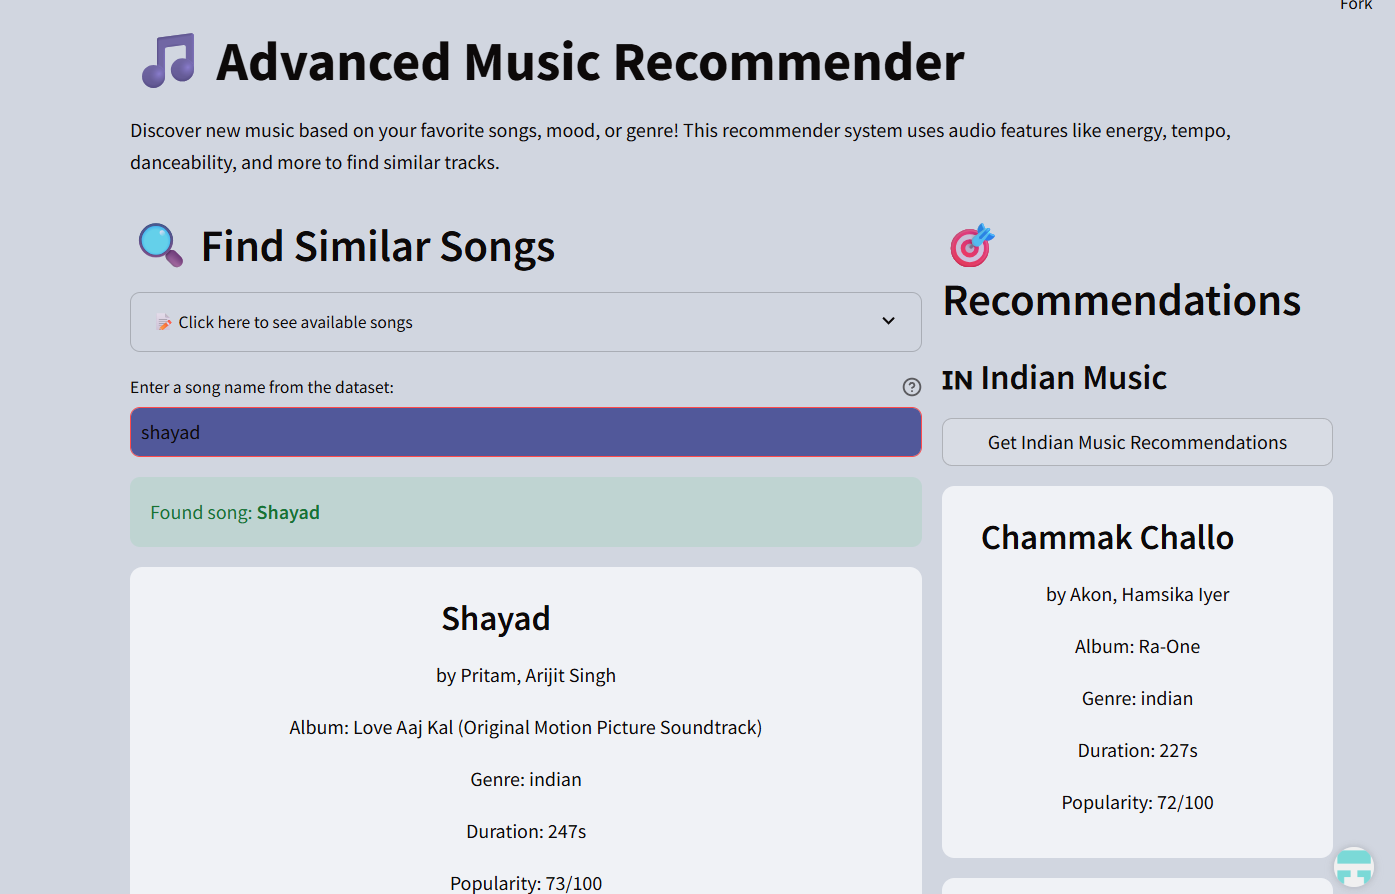 Fork
Advanced Music Recommender
Discover new music based on your favorite songs, mood, or genre! This recommender system uses audio features like energy, tempo,
danceability, and more to find similar tracks.
Find Similar Songs
Click here to see available songs
Enter a song name from the dataset:
shayad
Found song: Shayad
Shayad
by Pritam, Arijit Singh
Album: Love Aaj Kal (Original Motion Picture Soundtrack)
Genre: indian
Duration: 247s
Popularity: 73/100
Recommendations
IN Indian Music
Get Indian Music Recommendations
Chammak Challo
by Akon, Hamsika Iyer
Album: Ra-One
Genre: indian
Duration: 227s
Popularity: 72/100